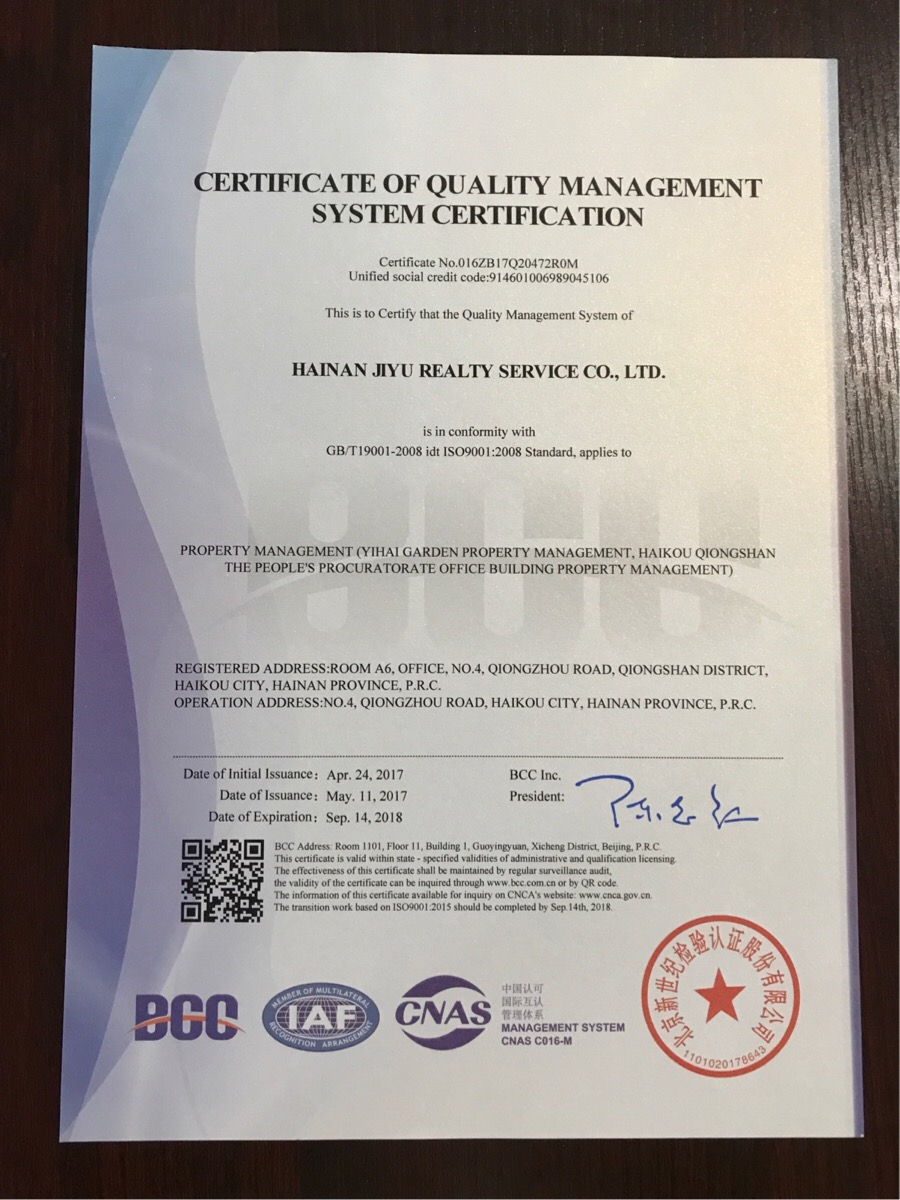 CERTIFICATE OF QUALITY MANAGEMENT
SYSTEM CERTIFICATION
Certificate No.016ZB17Q20472R0M
Unified social credit code:914601006989045106
This is to Certify that the Quality Management System of
HAINAN JIYU REALTY SERVICE CO., LTD.
is in conformity with
GB/T19001-2008 idt ISO9001:2008 Standard, applies to
BCC
PROPERTY MANAGEMENT (YIHAI GARDEN PROPERTY MANAGEMENT, HAIKOU QIONGSHAN
THE PEOPLE'S PROCURATORATE OFFICE BUILDING PROPERTY MANAGEMENT)
REGISTERED ADDRESS:ROOM A6, OFFICE, NO.4, QIONGZHOU ROAD, QIONGSHAN DISTRICT,
HAIKOU CITY, HAINAN PROVINCE, P.R.C.
OPERATION ADDRESS:NO.4, QIONGZHOU ROAD, HAIKOU CITY, HAINAN PROVINCE, P.R.C.
Date of Initial Issuance: Apr. 24, 2017
Date of Issuance: May. 11, 2017
Date of Expiration: Sep. 14, 2018
BCC Inc.
President:
BCC Address: Room 1101, Floor 11, Building 1, Guoyingyuan, Xicheng District, Beijing, P.R.C.
This certificate is valid within state - specified validities of administrative and qualification licensing.
The effectiveness of this certificate shall be maintained by regular surveillance audit,
the validity of the certificate can be inquired through www.bcc.com.cn or by QR code.
The information of this certificate available for inquiry on CNCA's website: www.cnca.gov.cn.
The transition work based on ISO9001:2015 should be completed by Sep.14th, 2018.
BCC
MEMBER OF MULTILATERAL
IAF
RECOGNITION ARRANGEMENT
CNAS
中国认可
国际互认
管理体系
MANAGEMENT SYSTEM
CNAS C016-M
北京新世纪检验认证股份有限公司
1101020178643